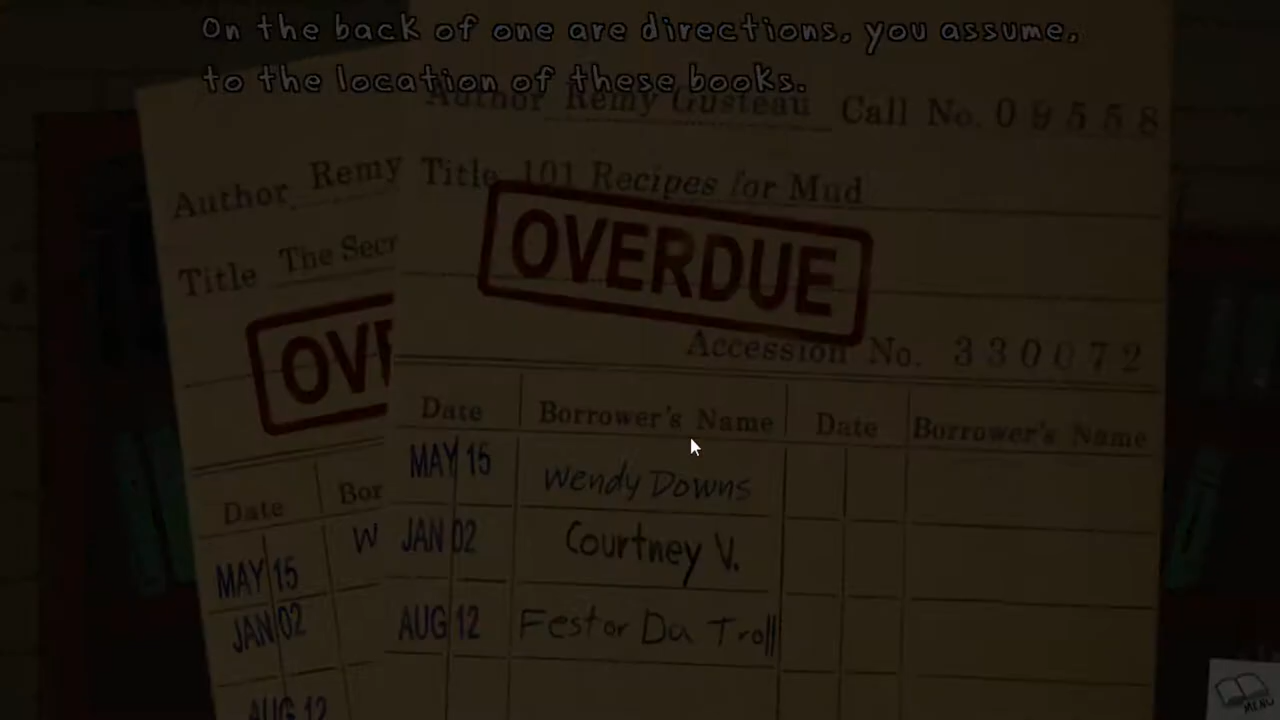 On the back of one are directions, you assume,
to the location of these books.
Author Remy Gusteau Call No. 09558
Title 101 Recipes for Mud
OVERDUE
Accession No. 330072
Date Borrower's Name Date Borrower's Name
MAY 15 Wendy Downs
JAN 02 Courtney V.
AUG 12 Festor Da Troll
Author Remy
Title The Secr
OVE
Date Bor
MAY 15 W
JAN 02
AUG 12
MENU